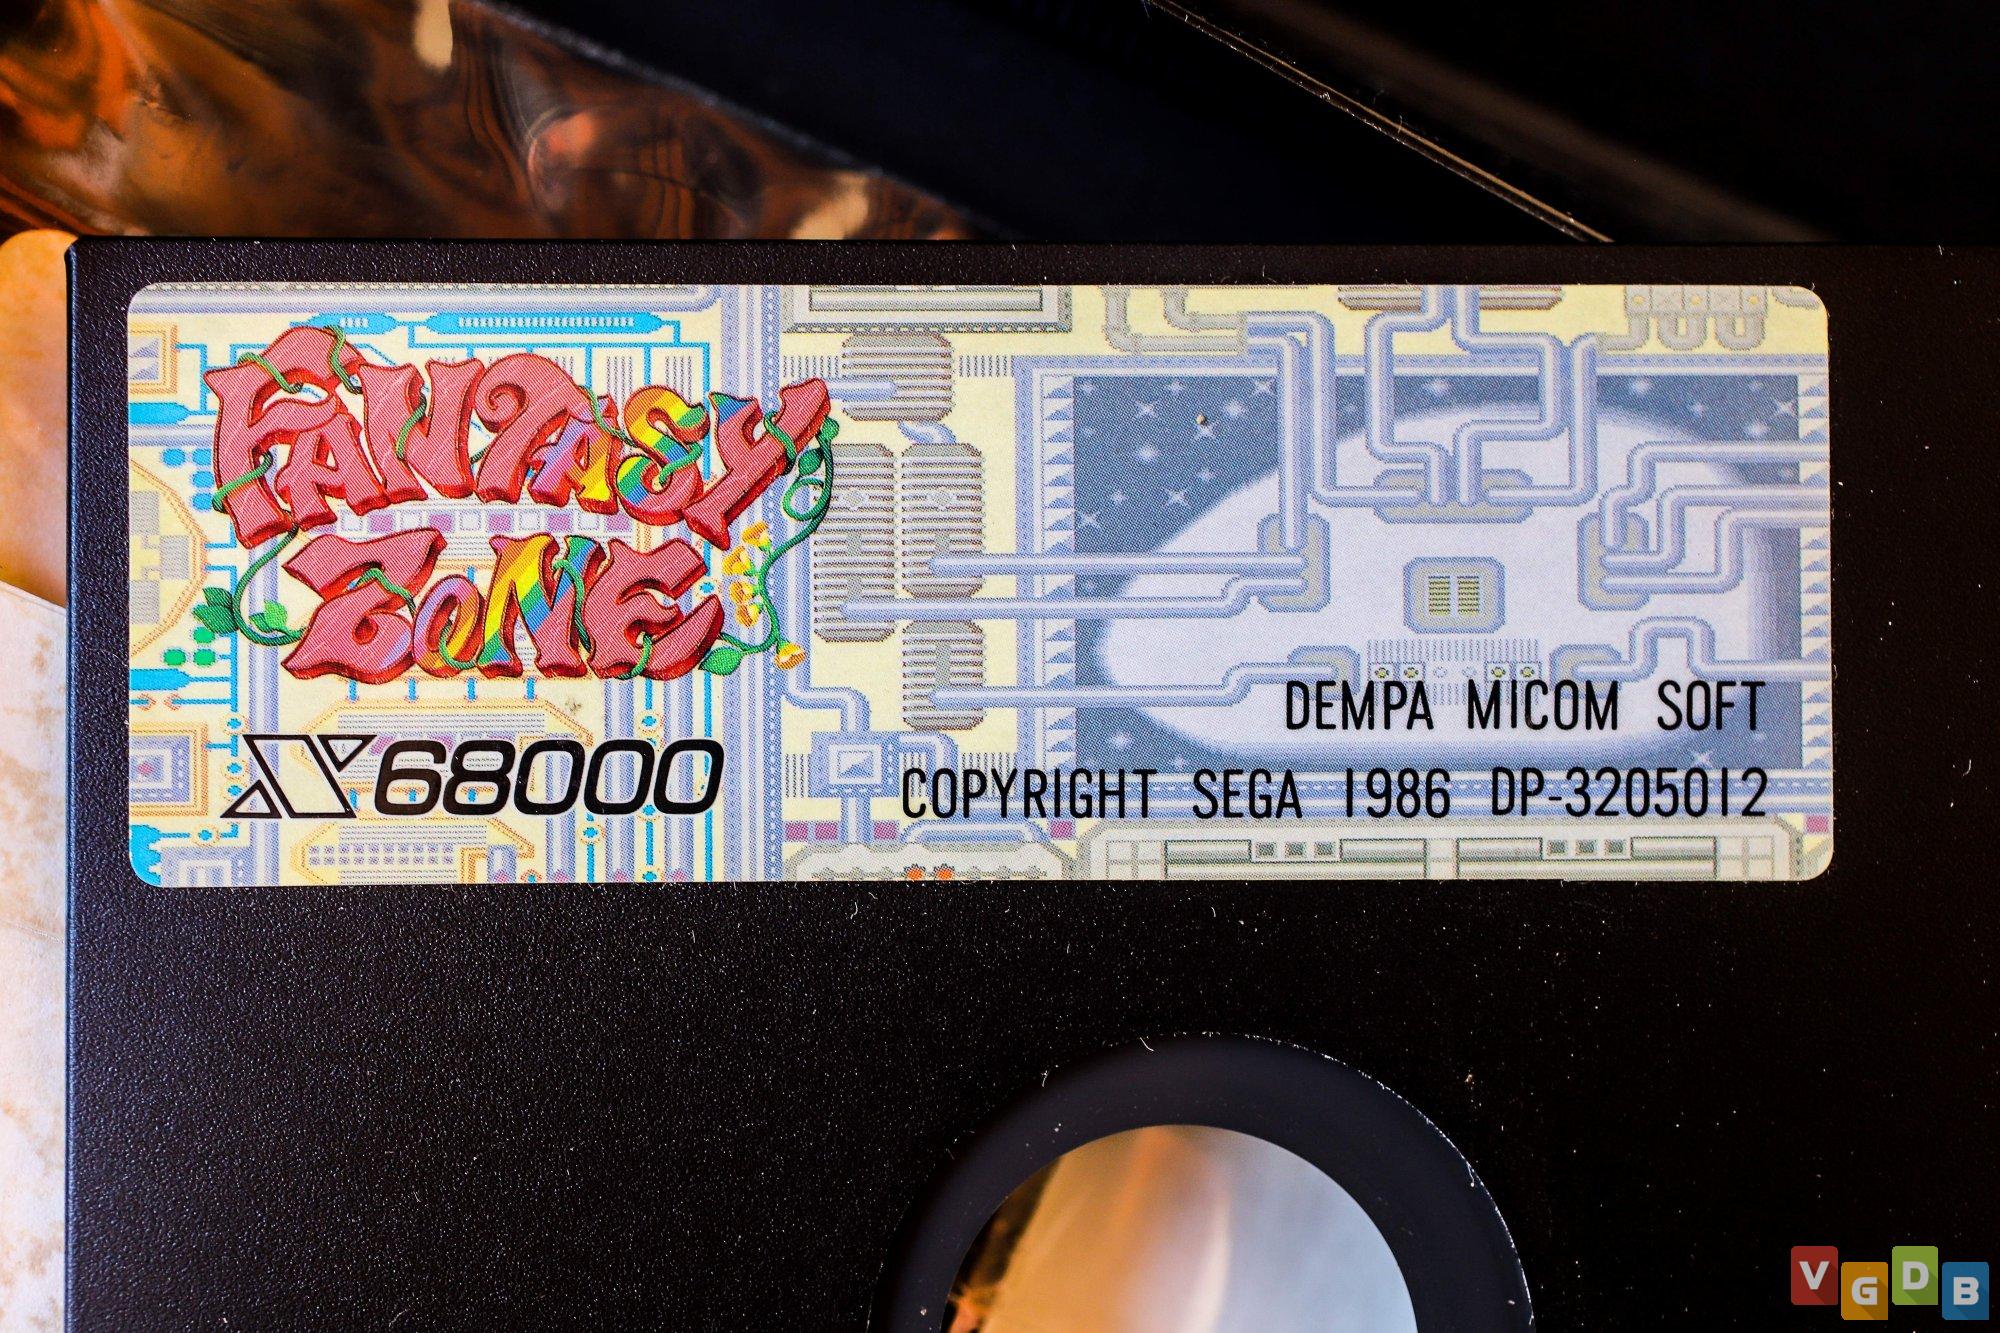 FANTASY
ZONE
X68000
DEMPA MICOM SOFT
COPYRIGHT SEGA 1986 DP-3205012
VGDB